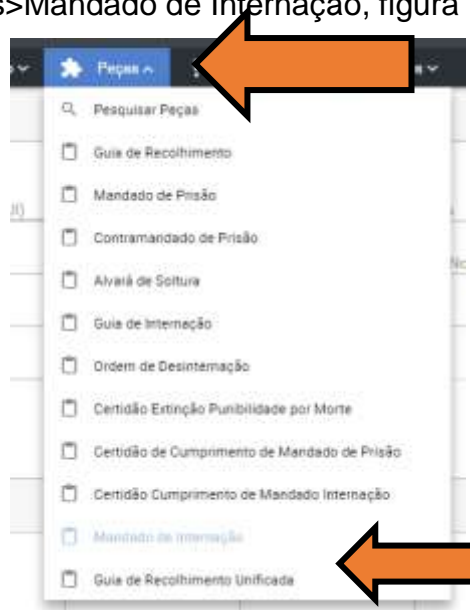 s>Mandado de Internação, figura
Peças
Pesquisar Peças
Guia de Recolhimento
Mandado de Prisão
Contramandado de Prisão
Alvará de Soltura
Guia de Internação
Ordem de Desinternação
Certidão Extinção Punibilidade por Morte
Certidão de Cumprimento de Mandado de Prisão
Certidão Cumprimento de Mandado Internação
Mandado de Internação
Guia de Recolhimento Unificada